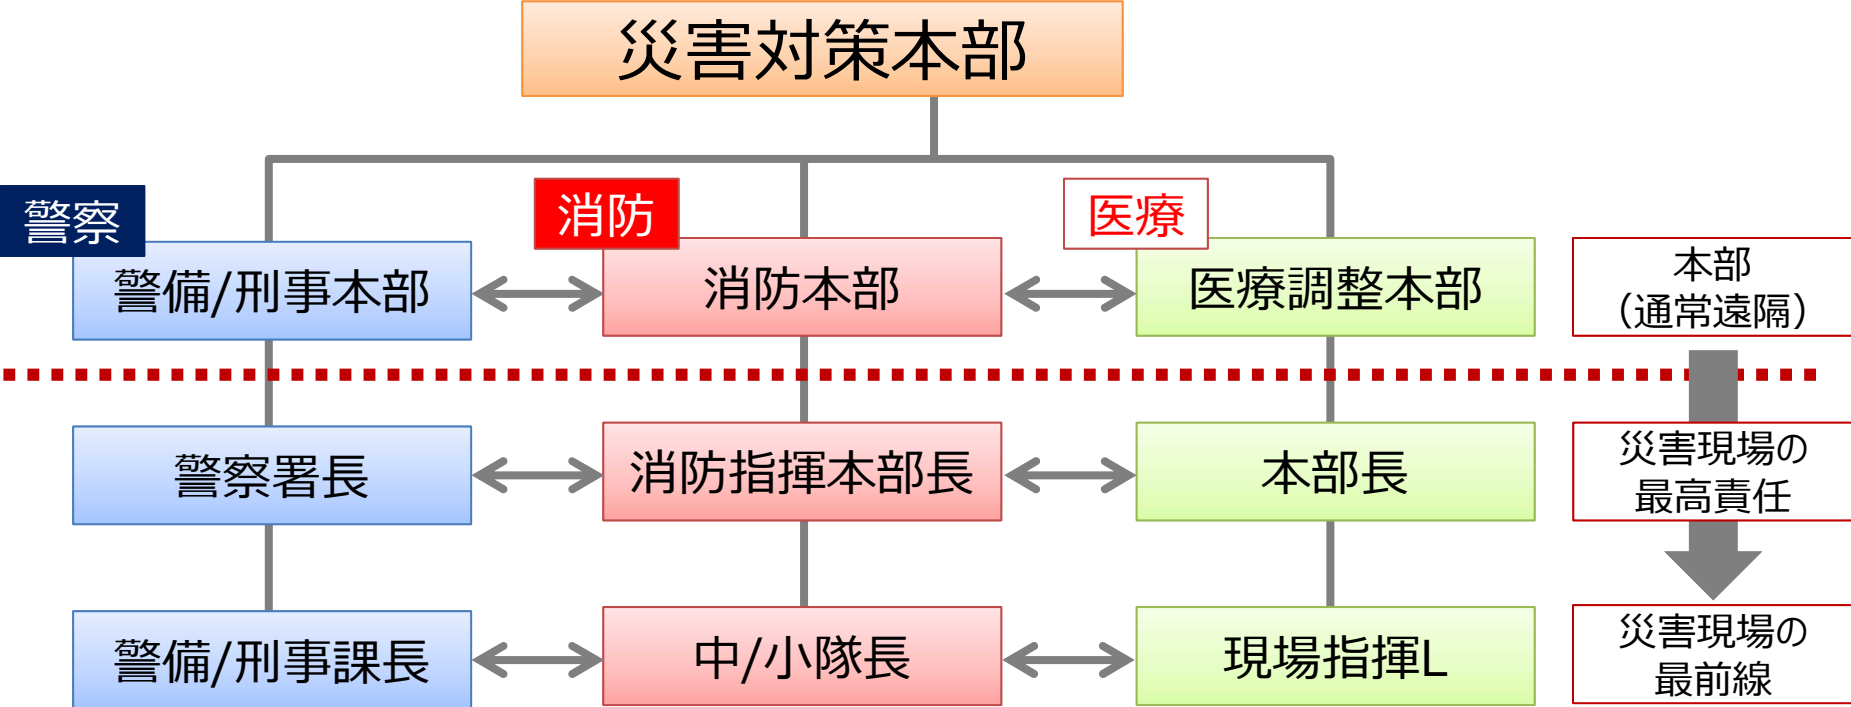 災害対策本部
警察
消防
医療
警備/刑事本部
消防本部
医療調整本部
本部
（通常遠隔）
警察署長
消防指揮本部長
本部長
災害現場の
最高責任
警備/刑事課長
中/小隊長
現場指揮L
災害現場の
最前線